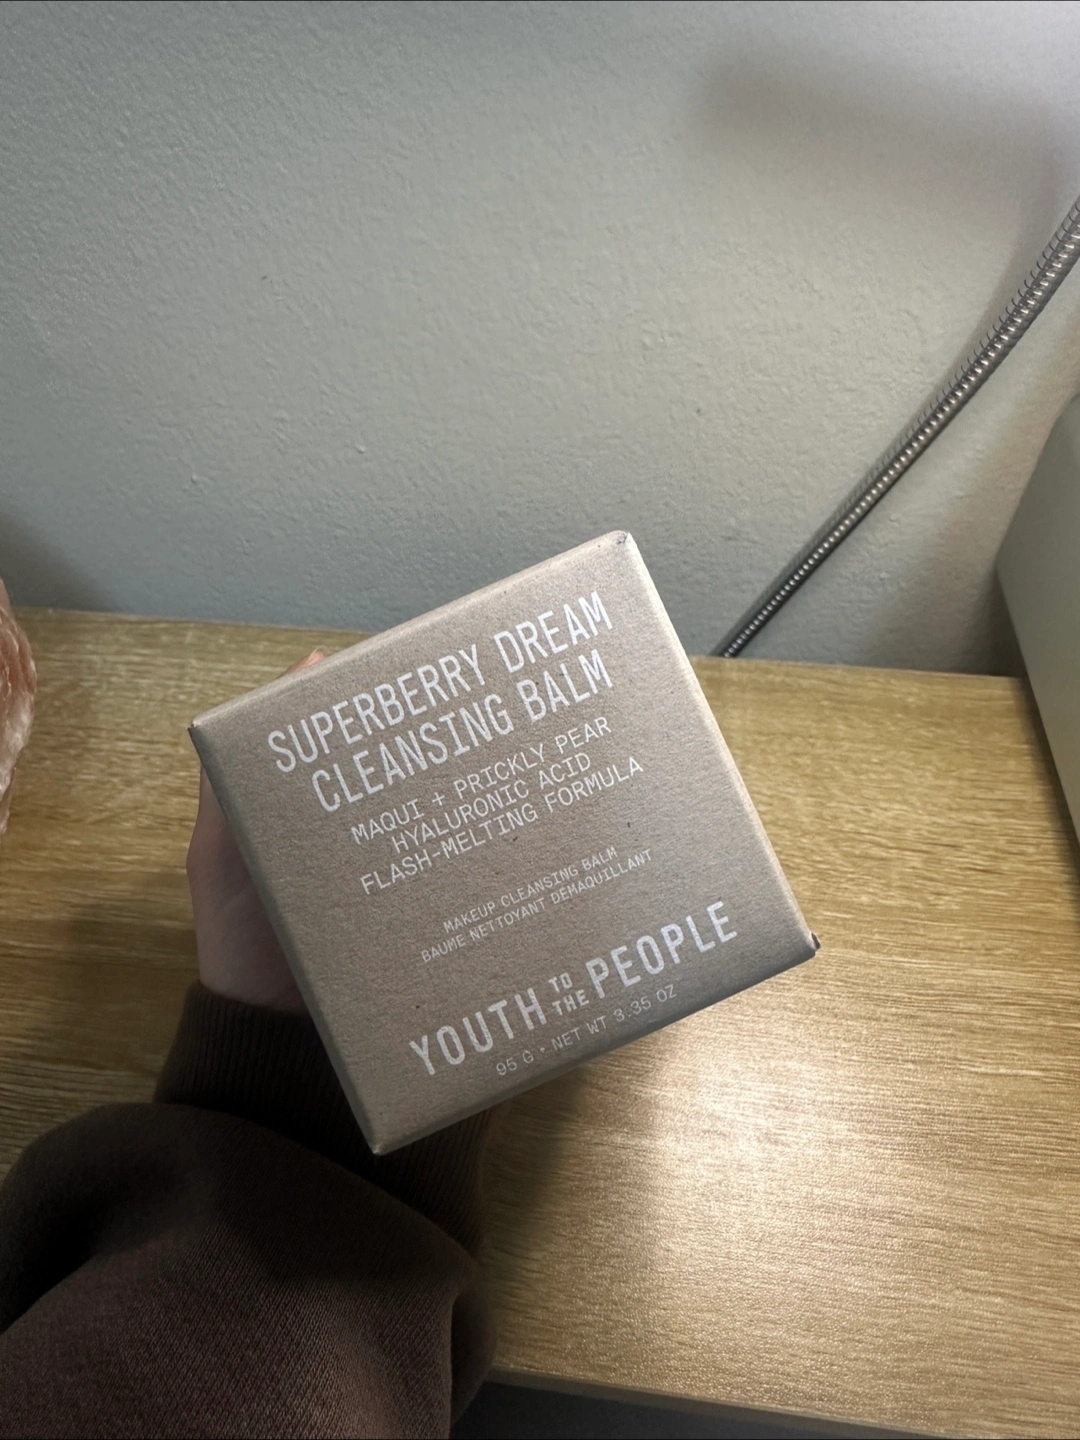 SUPERBERRY DREAM
CLEANSING BALM
MAQUI + PRICKLY PEAR
HYALURONIC ACID
FLASH-MELTING FORMULA
MAKEUP CLEANSING BALM
BAUME NETTOYANT DÉMAQUILLANT
YOUTH TO THE PEOPLE
95 G • NET WT 3.35 OZ